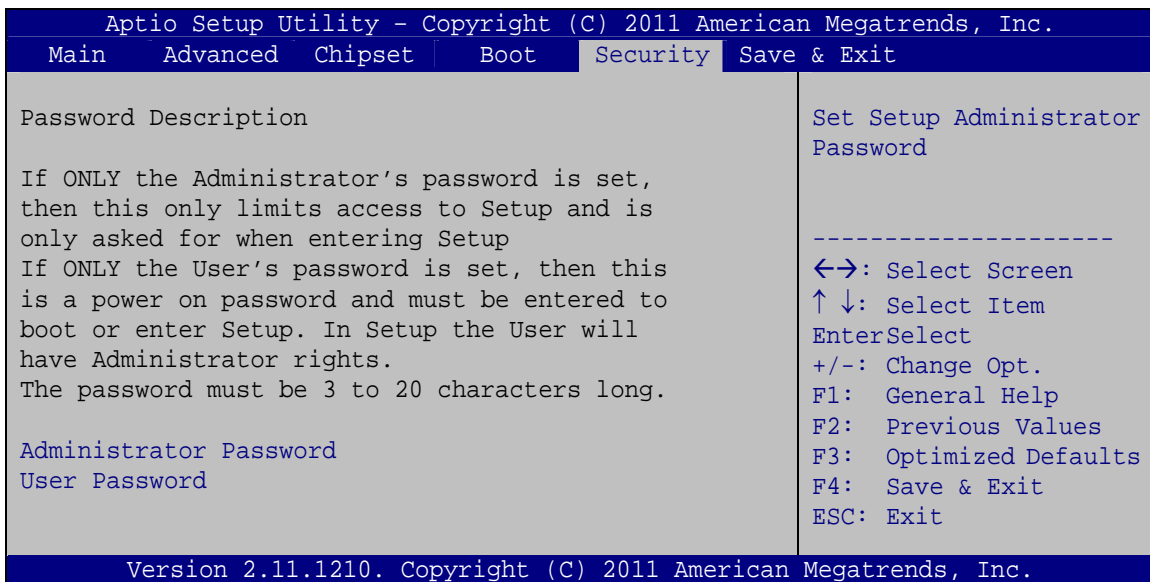 Aptio Setup Utility – Copyright (C) 2011 American Megatrends, Inc.
Main Advanced Chipset Boot Security Save & Exit
Password Description
If ONLY the Administrator's password is set,
then this only limits access to Setup and is
only asked for when entering Setup
If ONLY the User's password is set, then this
is a power on password and must be entered to
boot or enter Setup. In Setup the User will
have Administrator rights.
The password must be 3 to 20 characters long.
Administrator Password
User Password
Set Setup Administrator
Password
---------------------
←→: Select Screen
↑ ↓: Select Item
EnterSelect
+/-: Change Opt.
F1: General Help
F2: Previous Values
F3: Optimized Defaults
F4: Save & Exit
ESC: Exit
Version 2.11.1210. Copyright (C) 2011 American Megatrends, Inc.